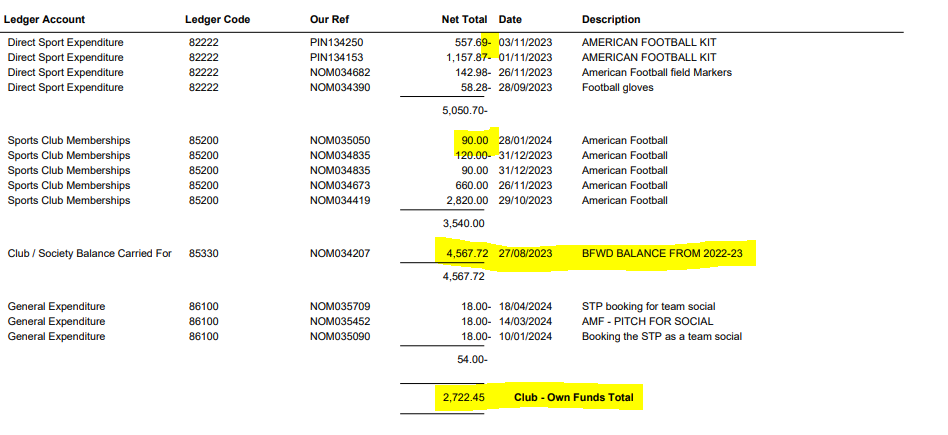 Ledger Account Ledger Code Our Ref Net Total Date Description
Direct Sport Expenditure 82222 PIN134250 557.69- 03/11/2023 AMERICAN FOOTBALL KIT
Direct Sport Expenditure 82222 PIN134153 1,157.87- 01/11/2023 AMERICAN FOOTBALL KIT
Direct Sport Expenditure 82222 NOM034682 142.98- 26/11/2023 American Football field Markers
Direct Sport Expenditure 82222 NOM034390 58.28- 28/09/2023 Football gloves
5,050.70-
Sports Club Memberships 85200 NOM035050 90.00 28/01/2024 American Football
Sports Club Memberships 85200 NOM034835 120.00- 31/12/2023 American Football
Sports Club Memberships 85200 NOM034835 90.00 31/12/2023 American Football
Sports Club Memberships 85200 NOM034673 660.00 26/11/2023 American Football
Sports Club Memberships 85200 NOM034419 2,820.00 29/10/2023 American Football
3,540.00
Club / Society Balance Carried For 85330 NOM034207 4,567.72 27/08/2023 BFWD BALANCE FROM 2022-23
4,567.72
General Expenditure 86100 NOM035709 18.00- 18/04/2024 STP booking for team social
General Expenditure 86100 NOM035452 18.00- 14/03/2024 AMF - PITCH FOR SOCIAL
General Expenditure 86100 NOM035090 18.00- 10/01/2024 Booking the STP as a team social
54.00-
2,722.45 Club - Own Funds Total